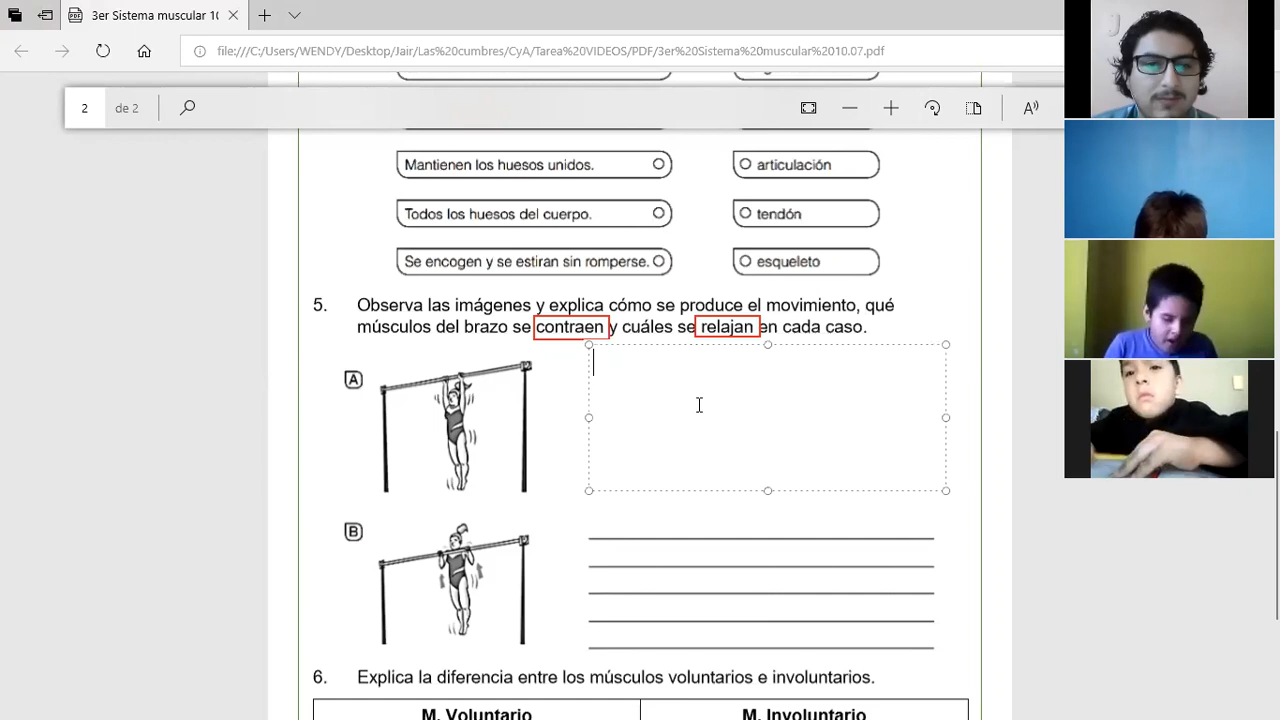 3er Sistema muscular 10
file:///C:/Users/WENDY/Desktop/Jair/Las%20cumbres/CyA/Tarea%20VIDEOS/PDF/3er%20Sistema%20muscular%2010.07.pdf
2 de 2
Mantienen los huesos unidos. articulación
Todos los huesos del cuerpo. tendón
Se encogen y se estiran sin romperse. esqueleto
5. Observa las imágenes y explica cómo se produce el movimiento, qué
músculos del brazo se contraen y cuáles se relajan en cada caso.
A
B
6. Explica la diferencia entre los músculos voluntarios e involuntarios.
M. Voluntario M. Involuntario